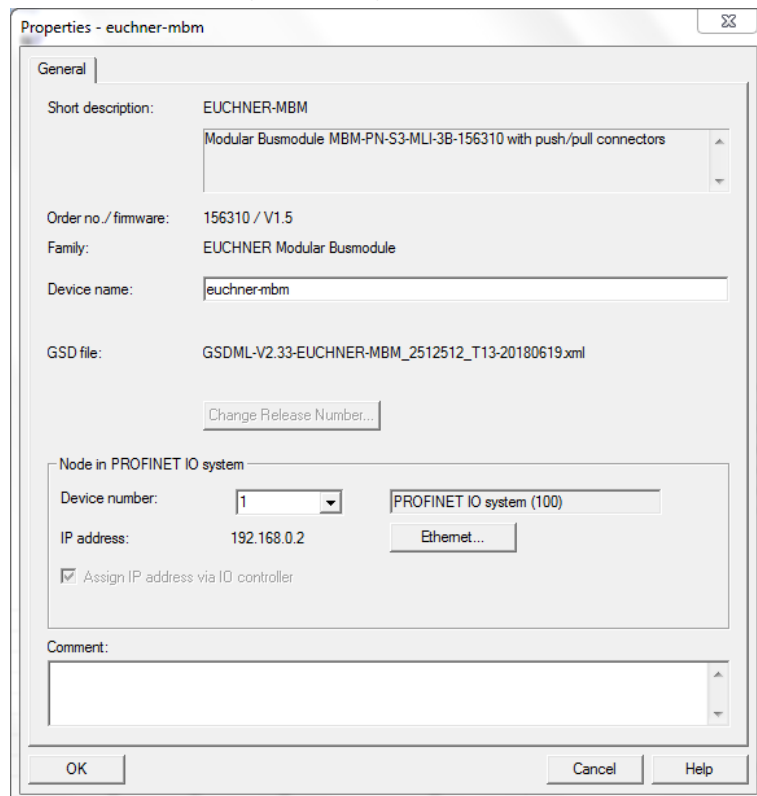 Properties - euchner-mbm
General
Short description: EUCHNER-MBM
Modular Busmodule MBM-PN-S3-MLI-3B-156310 with push/pull connectors
Order no./ firmware: 156310 / V1.5
Family: EUCHNER Modular Busmodule
Device name: euchner-mbm
GSD file: GSDML-V2.33-EUCHNER-MBM_2512512_T13-20180619.xml
Change Release Number...
Node in PROFINET IO system
Device number: 1 PROFINET IO system (100)
IP address: 192.168.0.2 Ethernet...
Assign IP address via IO controller
Comment:
OK Cancel Help